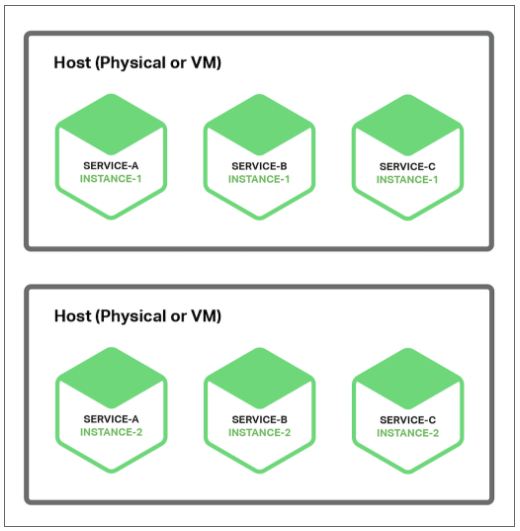 Host (Physical or VM)
SERVICE-A
INSTANCE-1
SERVICE-B
INSTANCE-1
SERVICE-C
INSTANCE-1
Host (Physical or VM)
SERVICE-A
INSTANCE-2
SERVICE-B
INSTANCE-2
SERVICE-C
INSTANCE-2